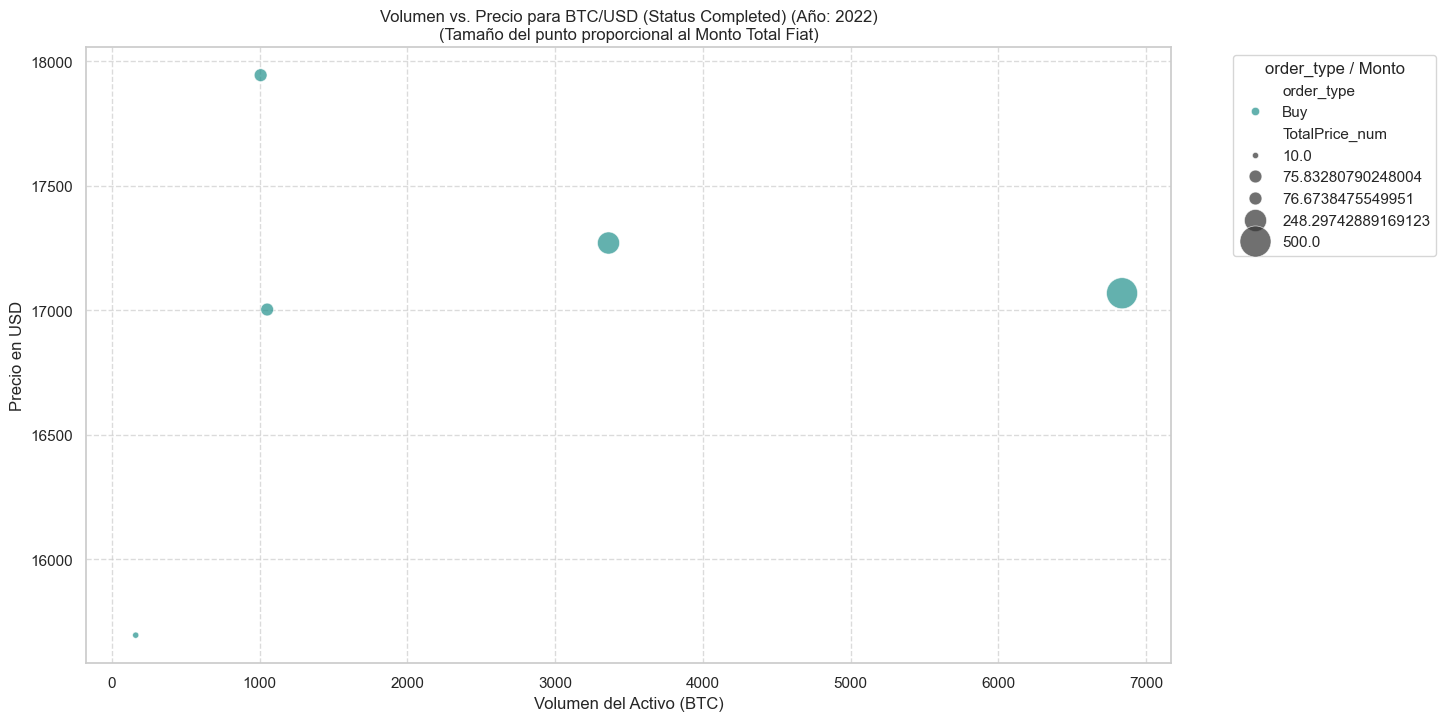 Volumen vs. Precio para BTC/USD (Status Completed) (Año: 2022)
(Tamaño del punto proporcional al Monto Total Fiat)
18000
17500
17000
16500
16000
Precio en USD
0
1000
2000
3000
4000
5000
6000
7000
Volumen del Activo (BTC)
order_type / Monto
order_type
Buy
TotalPrice_num
10.0
75.83280790248004
76.6738475549951
248.29742889169123
500.0